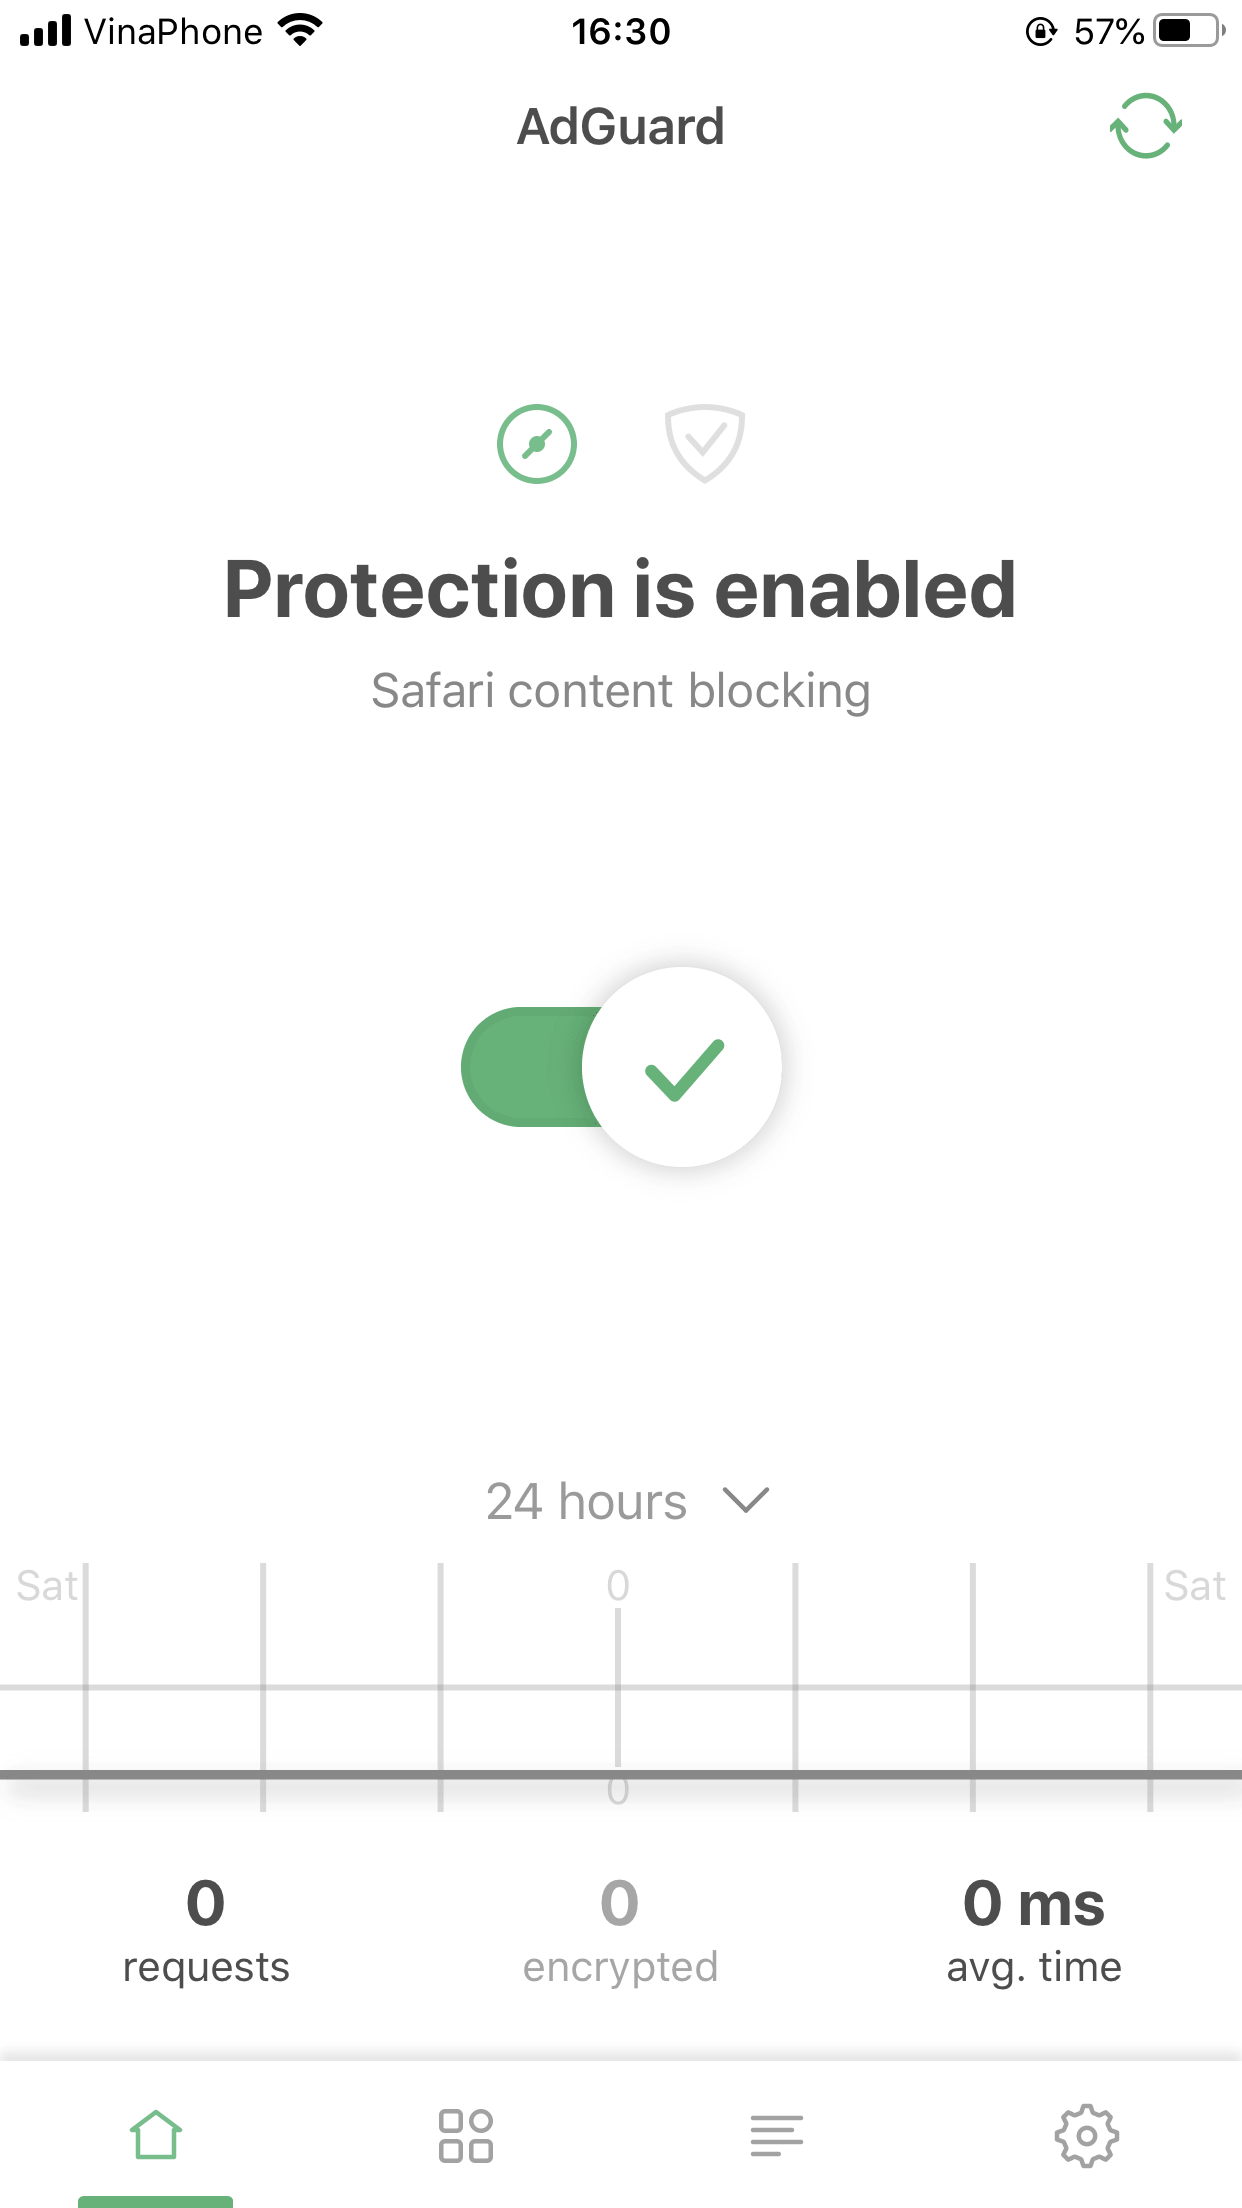 VinaPhone 16:30 57%
AdGuard
Protection is enabled
Safari content blocking
24 hours
Sat 0 Sat
0
0 0 0 ms
requests encrypted avg. time